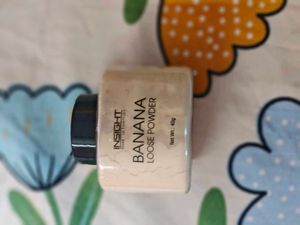 INSIGHT
BANANA
LOOSE POWDER
Net Wt.: 40g